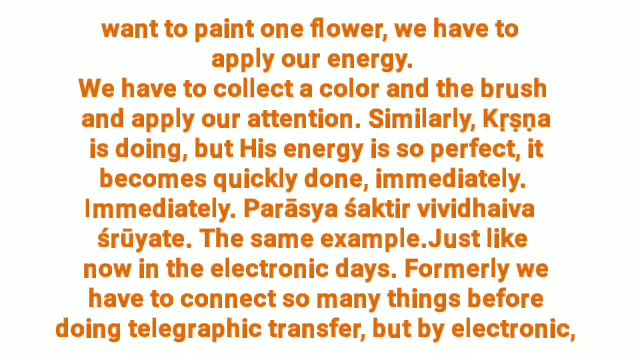 want to paint one flower, we have to
apply our energy.
We have to collect a color and the brush
and apply our attention. Similarly, Kṛṣṇa
is doing, but His energy is so perfect, it
becomes quickly done, immediately.
Immediately. Parāsya śaktir vividhaiva
śrūyate. The same example.Just like
now in the electronic days. Formerly we
have to connect so many things before
doing telegraphic transfer, but by electronic,